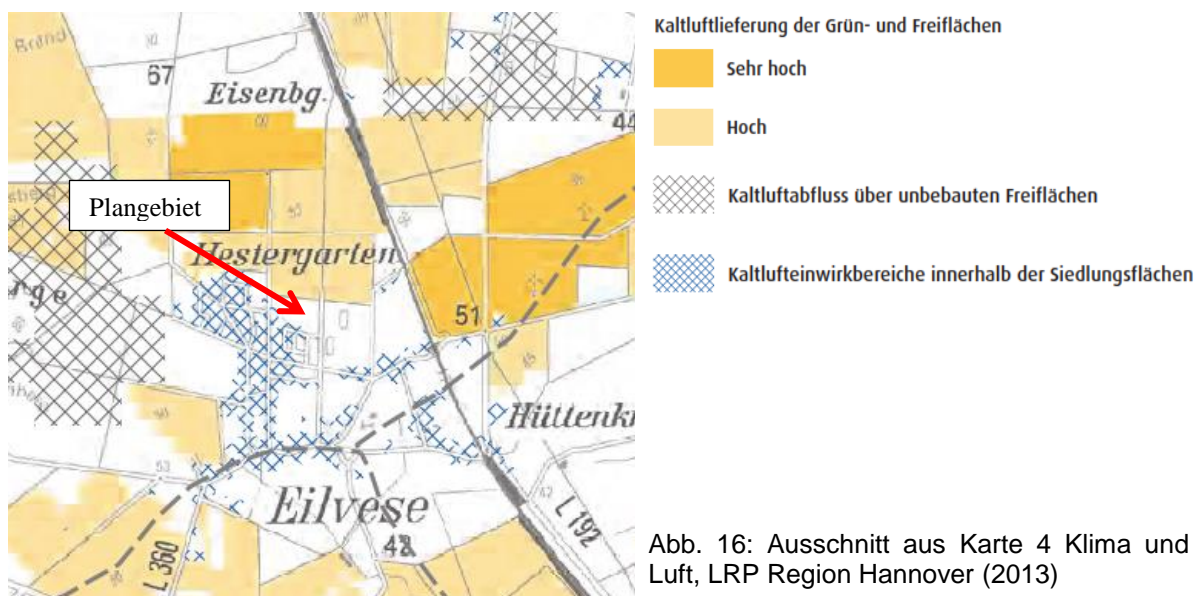 Brand
67
Eisenbg.
44
Plangebiet
Hestergarten
rge
51
Hüttenk
Eilvese
L 360
L 192
Kaltluftlieferung der Grün- und Freiflächen
Sehr hoch
Hoch
Kaltluftabfluss über unbebauten Freiflächen
Kaltlufteinwirkbereiche innerhalb der Siedlungsflächen
Abb. 16: Ausschnitt aus Karte 4 Klima und
Luft, LRP Region Hannover (2013)